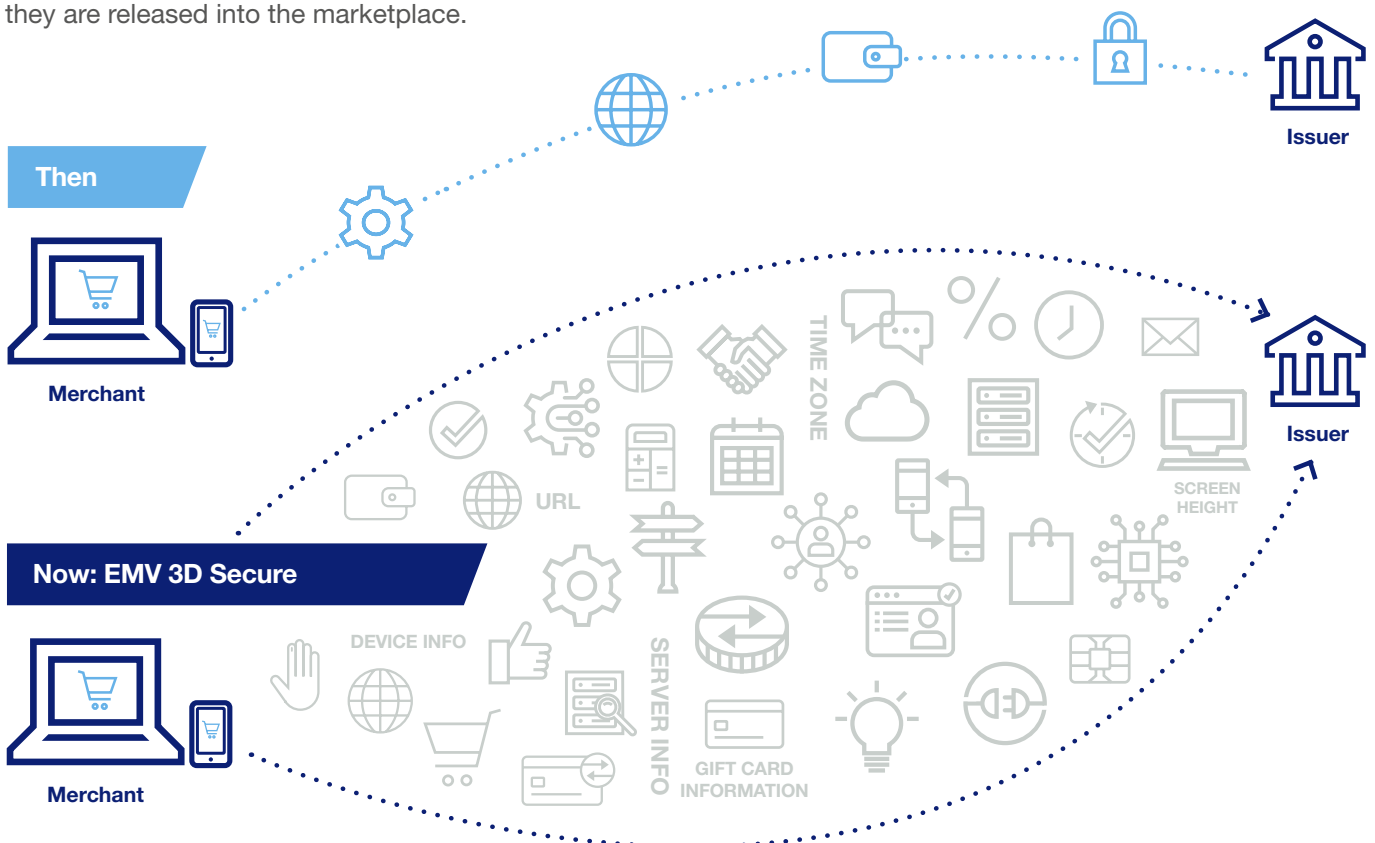 they are released into the marketplace.
Issuer
Then
Merchant
TIME ZONE
Issuer
SCREEN
HEIGHT
URL
Now: EMV 3D Secure
DEVICE INFO
SERVER INFO
GIFT CARD
INFORMATION
Merchant